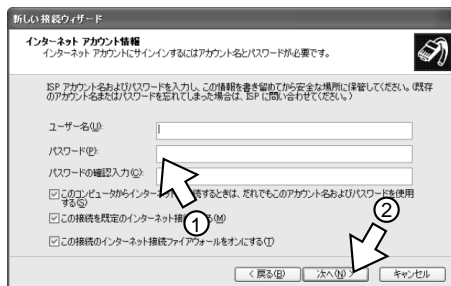 新しい接続ウィザード
インターネット アカウント情報
インターネット アカウントにサインインするにはアカウント名とパスワードが必要です。
ISP アカウント名およびパスワードを入力し、この情報を書き留めてから安全な場所に保管してください。(既存
のアカウント名またはパスワードを忘れてしまった場合は、ISP に問い合わせてください。)
ユーザー名(U):
パスワード(P):
パスワードの確認入力(C):
このコンピュータからインターネ 続するときは、だれでもこのアカウント名およびパスワードを使用
する(S)
この接続を既定のインターネット接 る(M)
この接続のインターネット接続ファイアウォールをオンにする(T)
①
②
< 戻る(B)
次へ(N) >
キャンセル